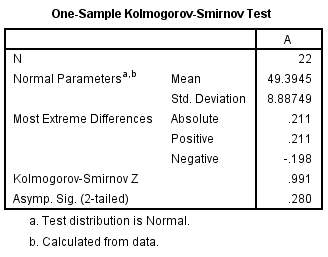 One-Sample Kolmogorov-Smirnov Test
A
N 22
Normal Parametersa,b Mean 49.3945
Std. Deviation 8.88749
Most Extreme Differences Absolute .211
Positive .211
Negative -.198
Kolmogorov-Smirnov Z .991
Asymp. Sig. (2-tailed) .280
a. Test distribution is Normal.
b. Calculated from data.